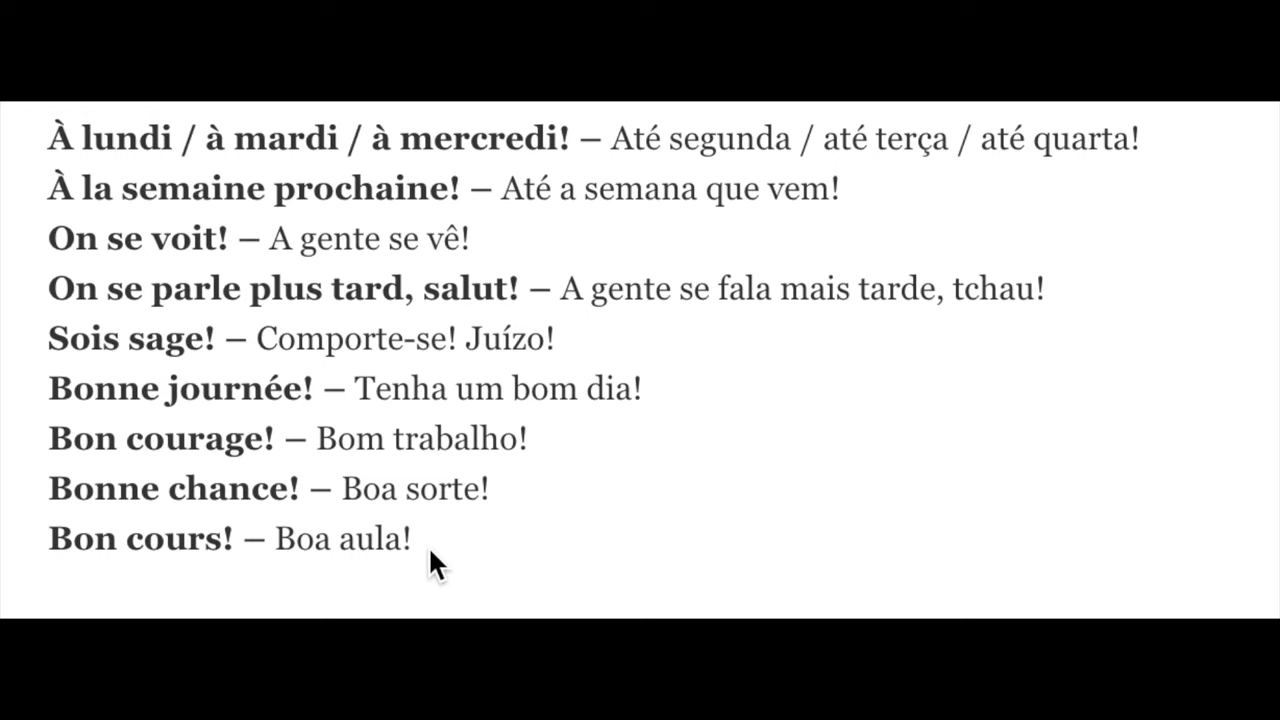 À lundi / à mardi / à mercredi! – Até segunda / até terça / até quarta!
À la semaine prochaine! – Até a semana que vem!
On se voit! – A gente se vê!
On se parle plus tard, salut! – A gente se fala mais tarde, tchau!
Sois sage! – Comporte-se! Juízo!
Bonne journée! – Tenha um bom dia!
Bon courage! – Bom trabalho!
Bonne chance! – Boa sorte!
Bon cours! – Boa aula!